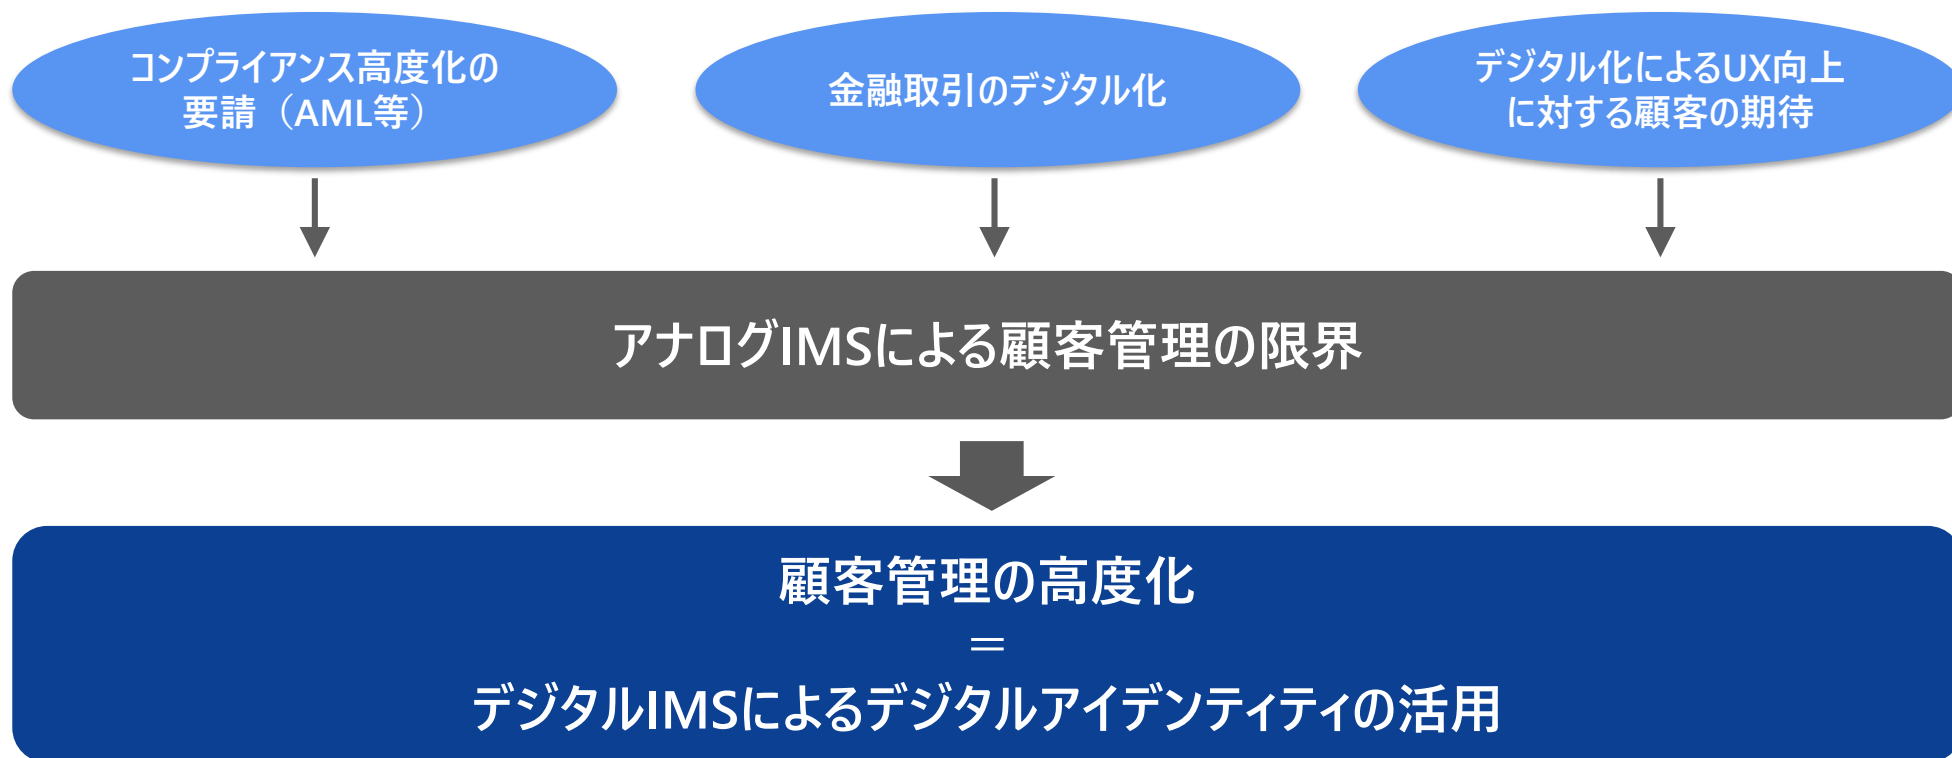 コンプライアンス高度化の
要請（AML等）
金融取引のデジタル化
デジタル化によるUX向上
に対する顧客の期待
アナログIMSによる顧客管理の限界
顧客管理の高度化
＝
デジタルIMSによるデジタルアイデンティティの活用